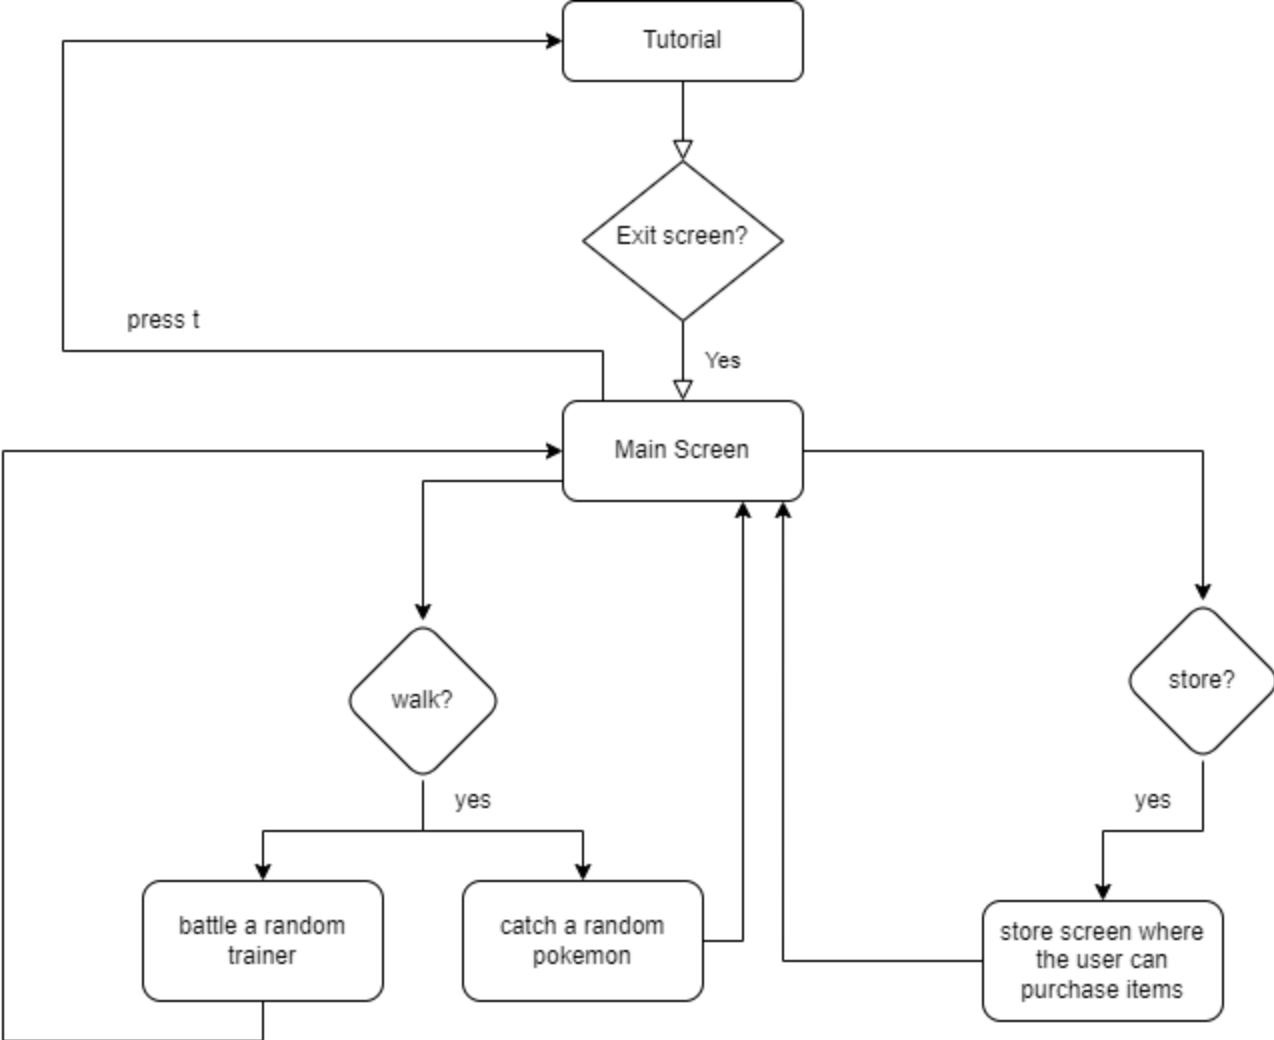 Tutorial
Exit screen?
press t
Yes
Main Screen
walk?
store?
yes
yes
battle a random
trainer
catch a random
pokemon
store screen where
the user can
purchase items